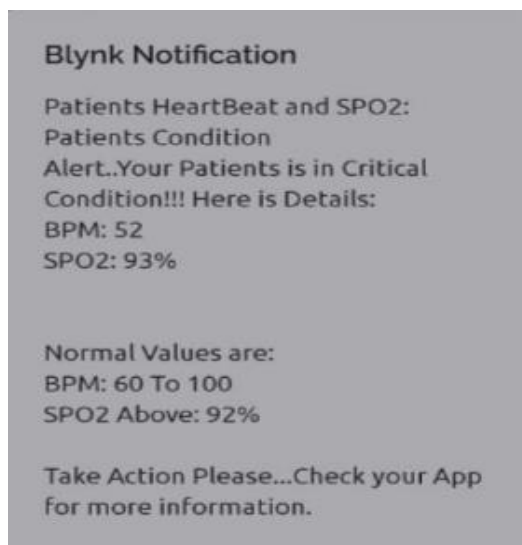 Blynk Notification
Patients HeartBeat and SPO2:
Patients Condition
Alert..Your Patients is in Critical
Condition!!! Here is Details:
BPM: 52
SPO2: 93%
Normal Values are:
BPM: 60 To 100
SPO2 Above: 92%
Take Action Please...Check your App
for more information.